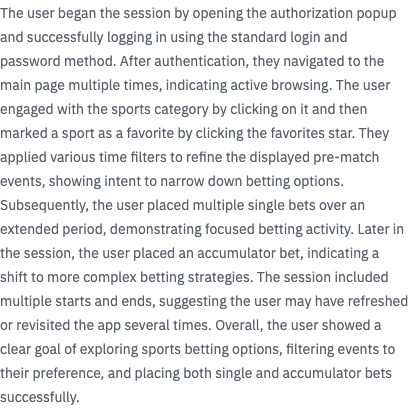 The user began the session by opening the authorization popup
and successfully logging in using the standard login and
password method. After authentication, they navigated to the
main page multiple times, indicating active browsing. The user
engaged with the sports category by clicking on it and then
marked a sport as a favorite by clicking the favorites star. They
applied various time filters to refine the displayed pre-match
events, showing intent to narrow down betting options.
Subsequently, the user placed multiple single bets over an
extended period, demonstrating focused betting activity. Later in
the session, the user placed an accumulator bet, indicating a
shift to more complex betting strategies. The session included
multiple starts and ends, suggesting the user may have refreshed
or revisited the app several times. Overall, the user showed a
clear goal of exploring sports betting options, filtering events to
their preference, and placing both single and accumulator bets
successfully.